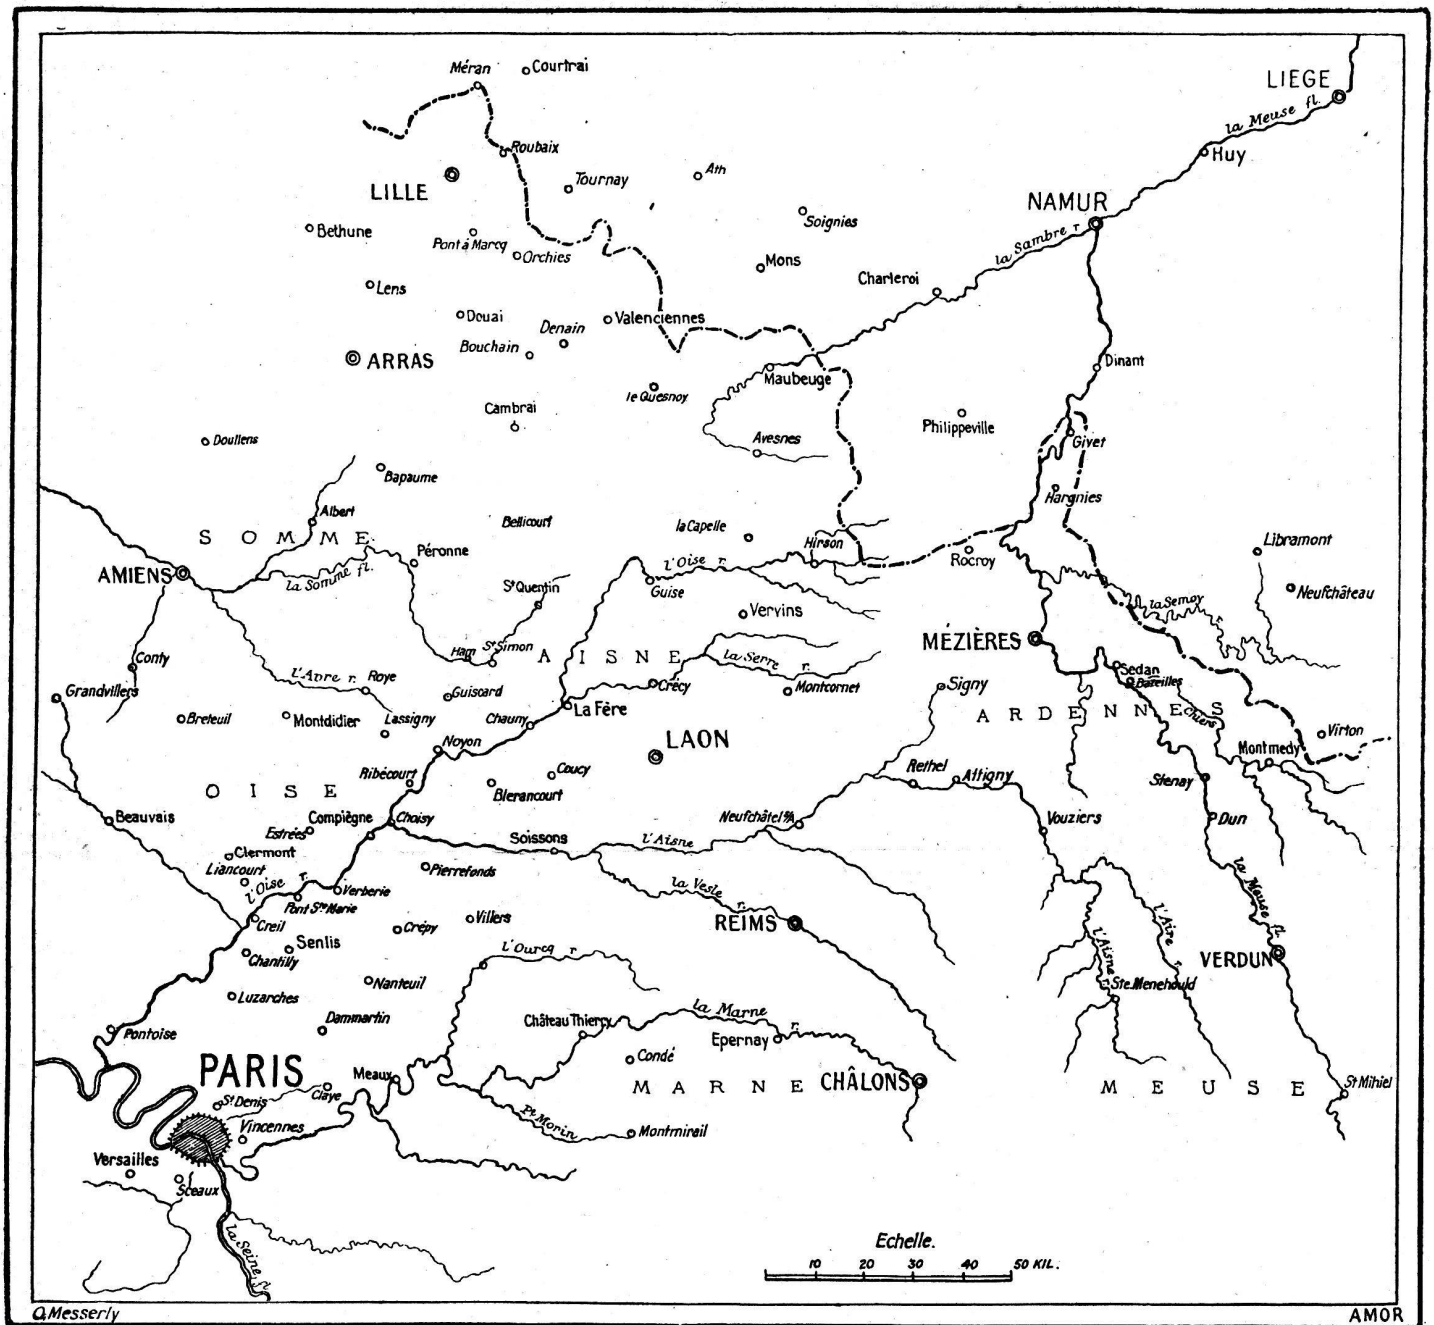 Méran
Courtrai
LIEGE
la Meuse fl.
Huy
Roubaix
LILLE
Tournay
Ath
NAMUR
Soignies
Bethune
Pont à Marcq
Orchies
la Sambre r.
Mons
Charleroi
Lens
Douai
Denain
Valenciennes
Bouchain
ARRAS
Maubeuge
Dinant
le Quesnoy
Cambrai
Philippeville
Doullens
Avesnes
Givet
Bapaume
Hargnies
Albert
Bellicourt
la Capelle
SOMME
Péronne
Hirson
Libramont
AMIENS
la Somme fl.
l'Oise r.
Rocroy
St Quentin
Guise
Neufchâteau
la Semoy r.
Vervins
MÉZIÈRES
Conty
Ham
St Simon
AISNE
la Serre r.
Sedan
Bazeilles
l'Avre r.
Roye
Crécy
Montcornet
Signy
Grandvillers
Guiscard
La Fère
ARDENNES
Chiers
Breteuil
Montdidier
Lassigny
Chauny
Virton
Noyon
LAON
Montmedy
Ribécourt
Coucy
Rethel
Attigny
Stenay
OISE
Blerancourt
Beauvais
Compiègne
Choisy
Neufchâtel s/A
Vouziers
Dun
Estrées
Soissons
l'Aisne
Clermont
Liancourt
Pierrefonds
l'Oise r.
Verberie
la Vesle r.
la Meuse fl.
Pont Ste Marie
Creil
Crépy
Villers
REIMS
l'Aisne r.
l'Aire r.
Senlis
l'Ourcq r.
VERDUN
Chantilly
Nanteuil
Ste. Menehould
Luzarches
Dammartin
Château Thierry
la Marne r.
Pontoise
Epernay
PARIS
Meaux
Condé
MARNE
CHÂLONS
MEUSE
St Mihiel
St Denis
Claye
Pt Morin
Vincennes
Montmirail
Versailles
Sceaux
la Seine fl.
Echelle.
10 20 30 40 50 KIL.
O. Messerly
AMOR